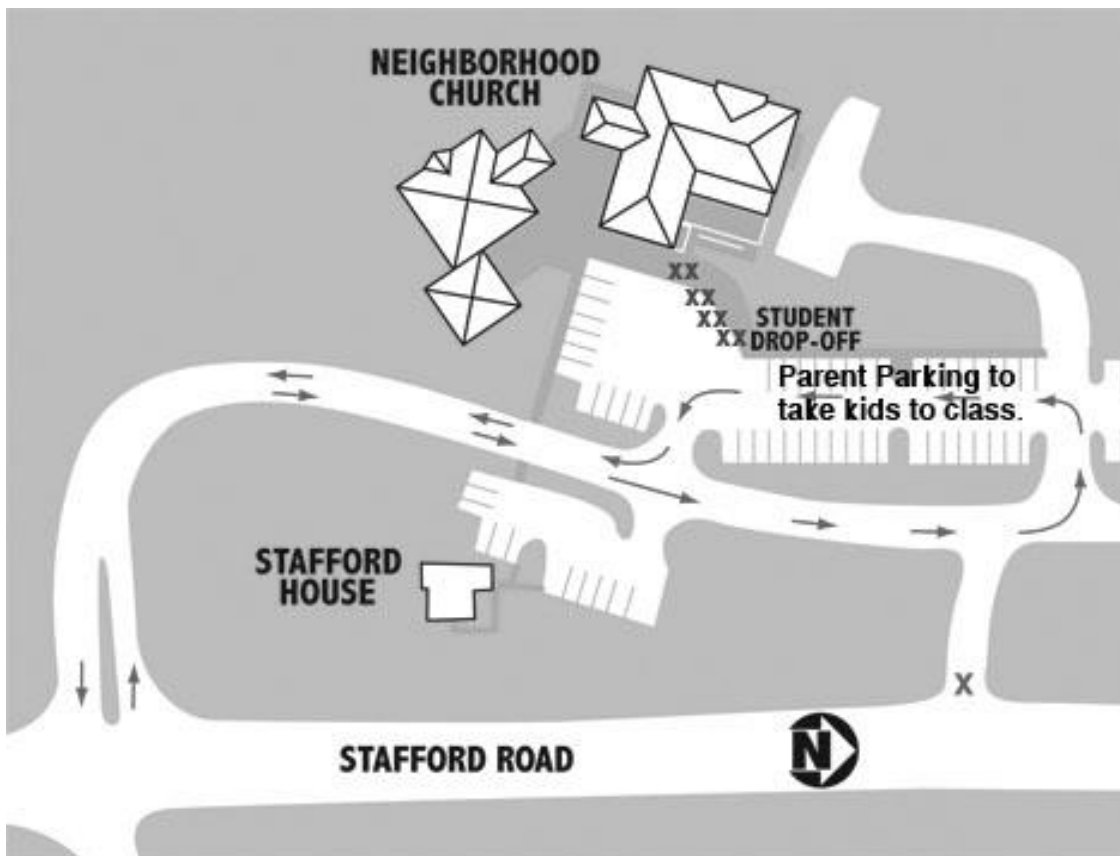 NEIGHBORHOOD
CHURCH
XX
XX
XX
XX
STUDENT
DROP-OFF
Parent Parking to
take kids to class.
STAFFORD
HOUSE
X
STAFFORD ROAD
N